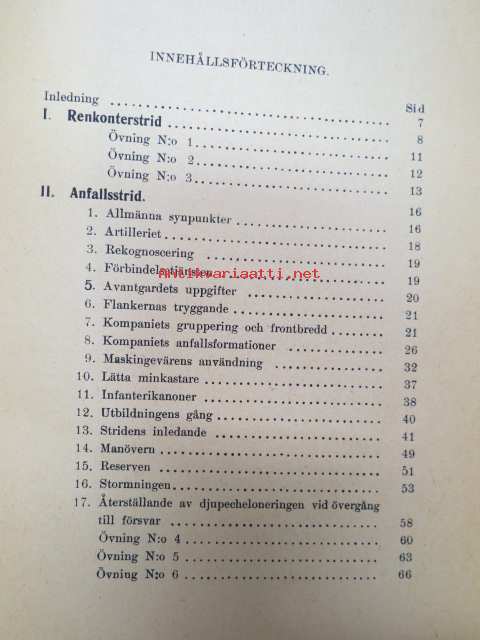 INNEHÅLLSFÖRTECKNING.
Sid
Inledning 7
I. Renkonterstrid 8
Övning N:o 1 11
Övning N:o 2 12
Övning N:o 3 13
II. Anfallsstrid. 16
1. Allmänna synpunkter 16
2. Artilleriet 18
3. Rekognoscering 19
antikvariaatti.net
4. Förbindelsetjänsten 19
5. Avantgardets uppgifter 20
6. Flankernas tryggande 21
7. Kompaniets gruppering och frontbredd 21
8. Kompaniets anfallsformationer 26
9. Maskingevärens användning 32
10. Lätta minkastare 37
11. Infanterikanoner 38
12. Utbildningens gång 40
13. Stridens inledande 41
14. Manövern 49
15. Reserven 51
16. Stormningen 53
17. Återställande av djupecheloneringen vid övergång
till försvar 58
Övning N:o 4 60
Övning N:o 5 63
Övning N:o 6 66